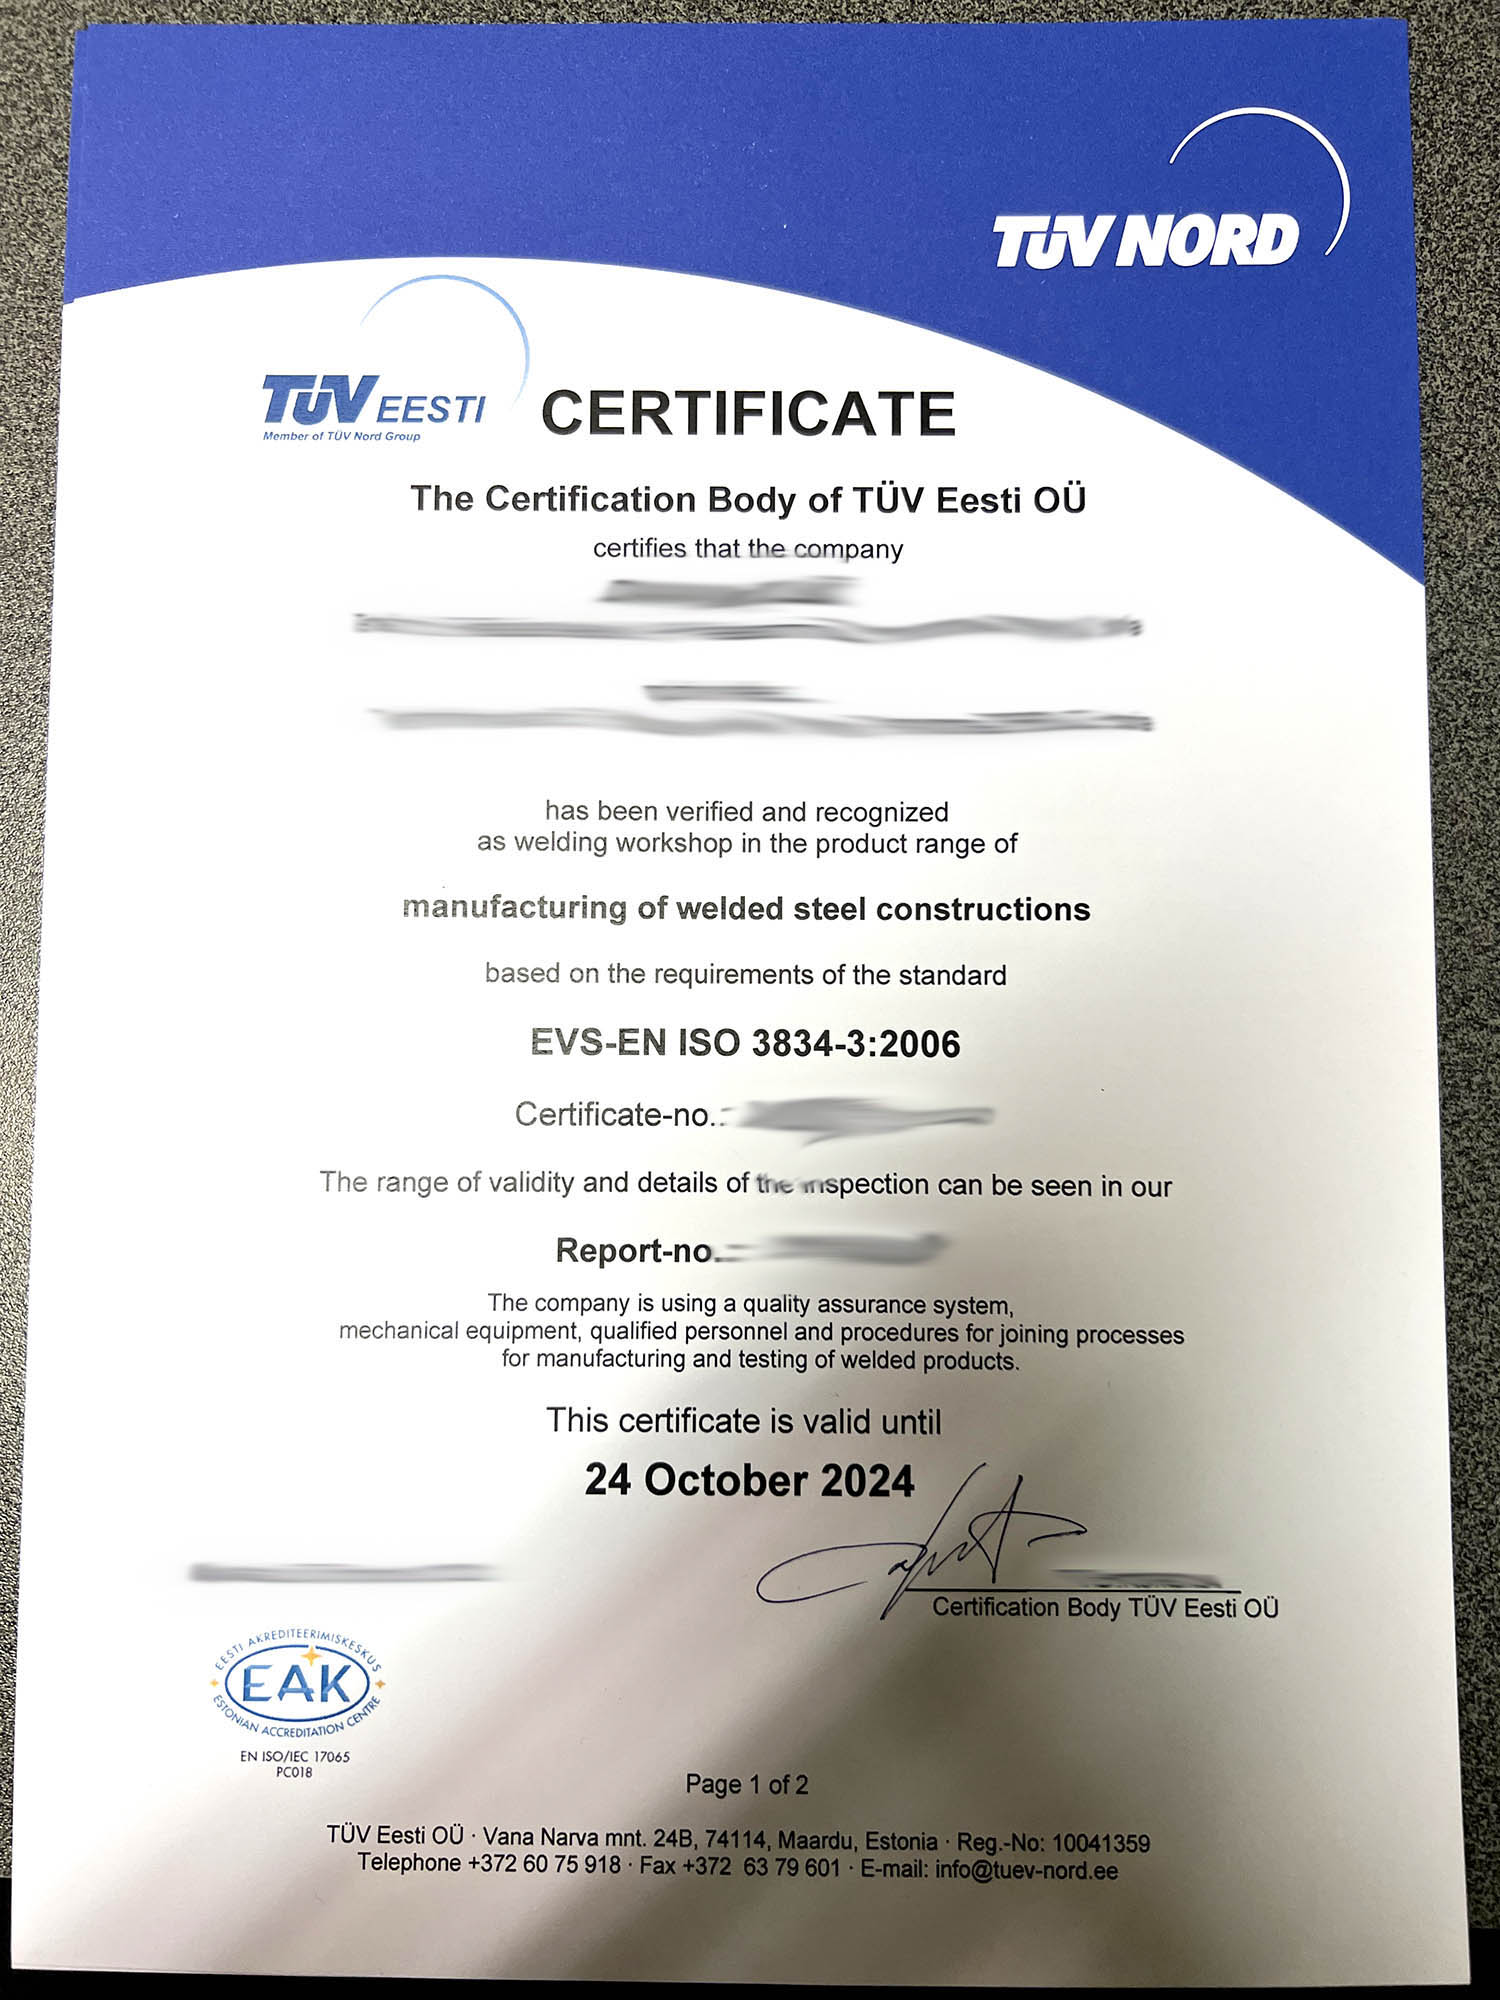 TÜV NORD
TÜV EESTI
Member of TÜV Nord Group
CERTIFICATE
The Certification Body of TÜV Eesti OÜ
certifies that the company
has been verified and recognized
as welding workshop in the product range of
manufacturing of welded steel constructions
based on the requirements of the standard
EVS-EN ISO 3834-3:2006
Certificate-no.:
The range of validity and details of the inspection can be seen in our
Report-no.
The company is using a quality assurance system,
mechanical equipment, qualified personnel and procedures for joining processes
for manufacturing and testing of welded products.
This certificate is valid until
24 October 2024
Certification Body TÜV Eesti OÜ
EESTI AKREDITEERIMISKESKUS
EAK
ESTONIAN ACCREDITATION CENTRE
EN ISO/IEC 17065
PC018
Page 1 of 2
TÜV Eesti OÜ · Vana Narva mnt. 24B, 74114, Maardu, Estonia · Reg.-No: 10041359
Telephone +372 60 75 918 · Fax +372 63 79 601 · E-mail: info@tuev-nord.ee